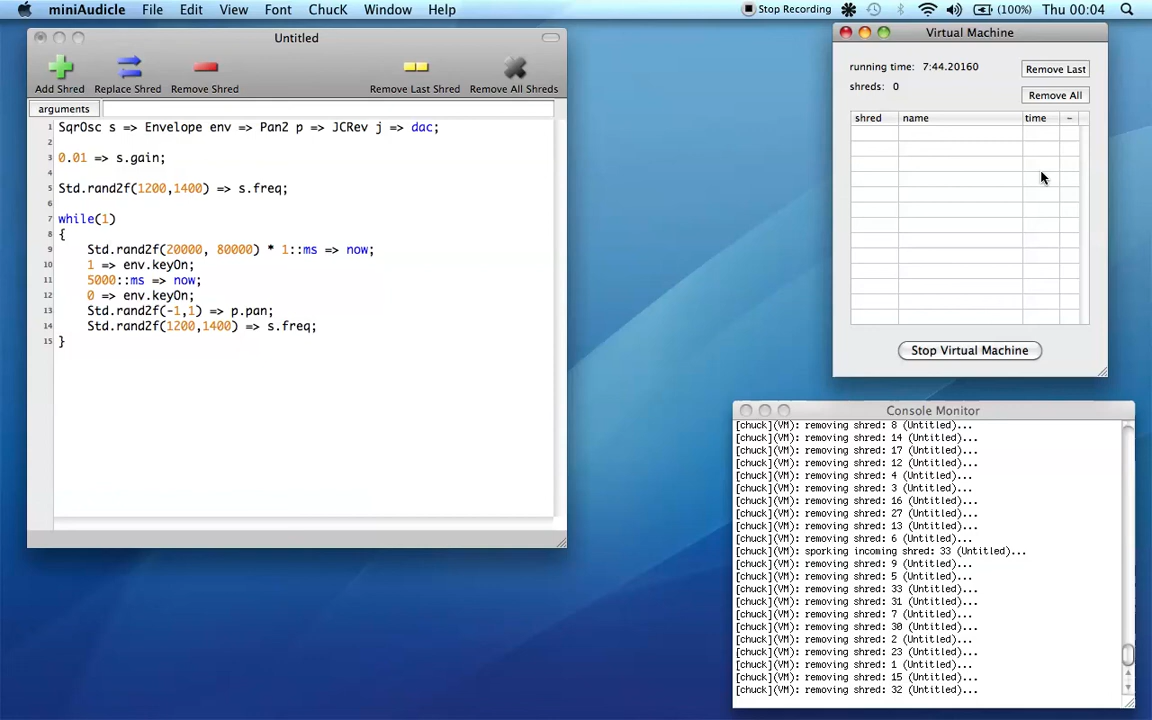 miniAudicle File Edit View Font ChucK Window Help Stop Recording (100%) Thu 00:04
Untitled
Add Shred Replace Shred Remove Shred Remove Last Shred Remove All Shreds
arguments
1 SqrOsc s => Envelope env => Pan2 p => JCRev j => dac;
2
3 0.01 => s.gain;
4
5 Std.rand2f(1200,1400) => s.freq;
6
7 while(1)
8 {
9 Std.rand2f(20000, 80000) * 1::ms => now;
10 1 => env.keyOn;
11 5000::ms => now;
12 0 => env.keyOn;
13 Std.rand2f(-1,1) => p.pan;
14 Std.rand2f(1200,1400) => s.freq;
15 }
Virtual Machine
running time: 7:44.20160 Remove Last
shreds: 0
Remove All
shred name time -
Stop Virtual Machine
Console Monitor
[chuck](VM): removing shred: 8 (Untitled)...
[chuck](VM): removing shred: 14 (Untitled)...
[chuck](VM): removing shred: 17 (Untitled)...
[chuck](VM): removing shred: 12 (Untitled)...
[chuck](VM): removing shred: 4 (Untitled)...
[chuck](VM): removing shred: 3 (Untitled)...
[chuck](VM): removing shred: 16 (Untitled)...
[chuck](VM): removing shred: 27 (Untitled)...
[chuck](VM): removing shred: 13 (Untitled)...
[chuck](VM): removing shred: 6 (Untitled)...
[chuck](VM): sporking incoming shred: 33 (Untitled)...
[chuck](VM): removing shred: 9 (Untitled)...
[chuck](VM): removing shred: 5 (Untitled)...
[chuck](VM): removing shred: 33 (Untitled)...
[chuck](VM): removing shred: 31 (Untitled)...
[chuck](VM): removing shred: 7 (Untitled)...
[chuck](VM): removing shred: 30 (Untitled)...
[chuck](VM): removing shred: 2 (Untitled)...
[chuck](VM): removing shred: 23 (Untitled)...
[chuck](VM): removing shred: 1 (Untitled)...
[chuck](VM): removing shred: 15 (Untitled)...
[chuck](VM): removing shred: 32 (Untitled)...